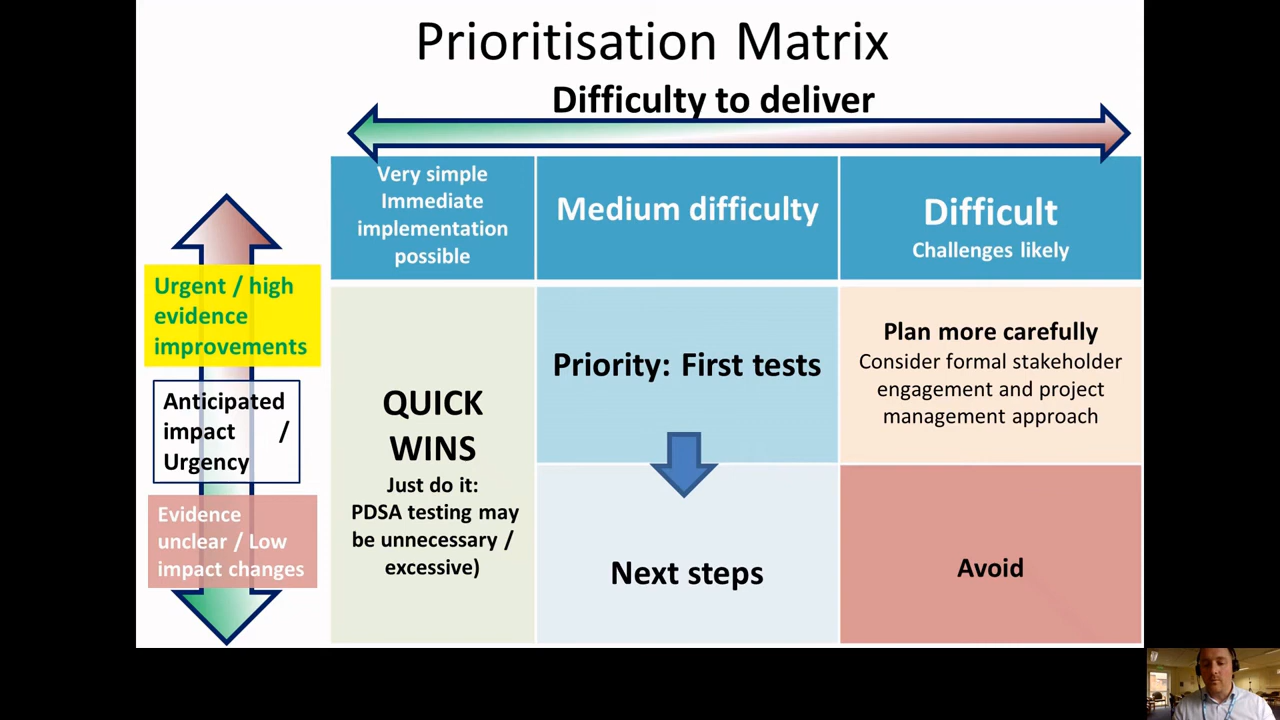 Prioritisation Matrix
Difficulty to deliver
Very simple
Immediate
implementation
possible
Medium difficulty
Difficult
Challenges likely
Urgent / high
evidence
improvements
Anticipated
impact /
Urgency
Evidence
unclear / Low
impact changes
QUICK
WINS
Just do it:
PDSA testing may
be unnecessary /
excessive)
Priority: First tests
Next steps
Plan more carefully
Consider formal stakeholder
engagement and project
management approach
Avoid